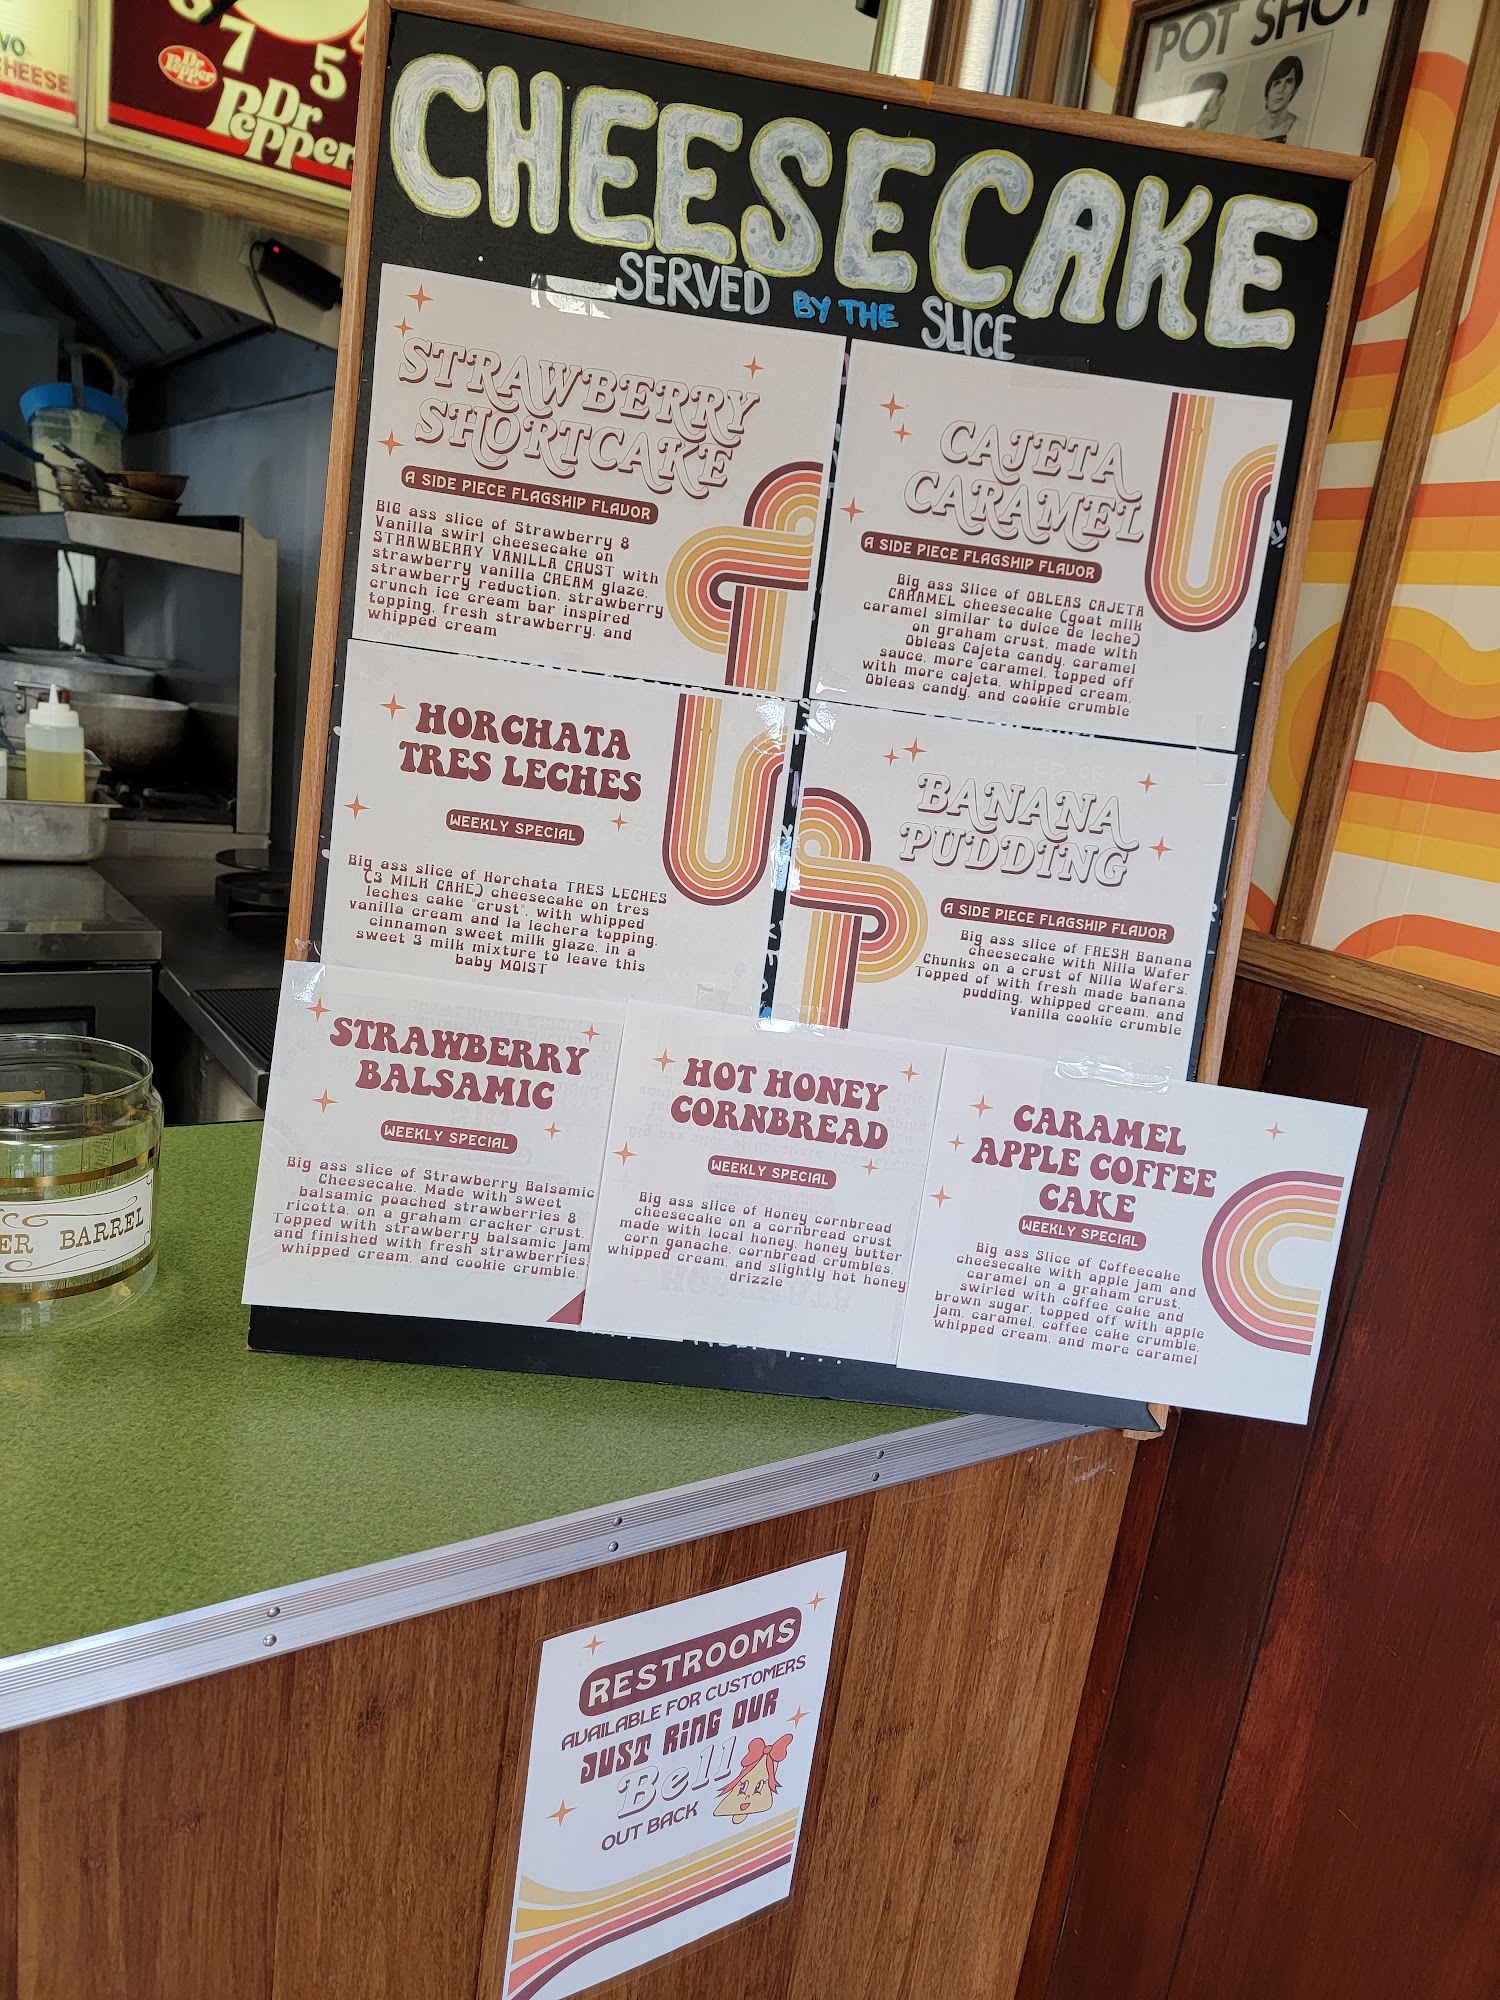 VO
CHEESE
7 5
Dr Pepper
Dr
Pepper
POT SHOT
CHEESECAKE
SERVED BY THE SLICE
STRAWBERRY
SHORTCAKE
A SIDE PIECE FLAGSHIP FLAVOR
BIG ass slice of Strawberry &
Vanilla swirl cheesecake on
STRAWBERRY VANILLA CRUST with
strawberry vanilla CREAM glaze,
strawberry reduction, strawberry
crunch ice cream bar inspired
topping, fresh strawberry, and
whipped cream
CAJETA
CARAMEL
A SIDE PIECE FLAGSHIP FLAVOR
Big ass Slice of OBLEAS CAJETA
CARAMEL cheesecake (goat milk
caramel similar to dulce de leche)
on graham crust, made with
Obleas Cajeta candy, caramel
sauce, more caramel, topped off
with more cajeta, whipped cream,
Obleas candy, and cookie crumble
HORCHATA
TRES LECHES
WEEKLY SPECIAL
Big ass slice of Horchata TRES LECHES
(3 MILK CAKE) cheesecake on tres
leches cake "crust", with whipped
vanilla cream and la lechera topping,
cinnamon sweet milk glaze, in a
sweet 3 milk mixture to leave this
baby MOIST
BANANA
PUDDING
A SIDE PIECE FLAGSHIP FLAVOR
Big ass slice of FRESH Banana
cheesecake with Nilla Wafer
Chunks on a crust of Nilla Wafers.
Topped of with fresh made banana
pudding, whipped cream, and
vanilla cookie crumble
STRAWBERRY
BALSAMIC
WEEKLY SPECIAL
Big ass slice of Strawberry Balsamic
Cheesecake. Made with sweet
balsamic poached strawberries &
ricotta, on a graham cracker crust.
Topped with strawberry balsamic jam
and finished with fresh strawberries,
whipped cream, and cookie crumble.
HOT HONEY
CORNBREAD
WEEKLY SPECIAL
Big ass slice of Honey cornbread
cheesecake on a cornbread crust
made with local honey, honey butter
corn ganache, cornbread crumbles,
whipped cream, and slightly hot honey
drizzle
CARAMEL
APPLE COFFEE
CAKE
WEEKLY SPECIAL
Big ass Slice of Coffeecake
cheesecake with apple jam and
caramel on a graham crust,
swirled with coffee cake and
brown sugar, topped off with apple
jam, caramel, coffee cake crumble,
whipped cream, and more caramel
ER BARREL
RESTROOMS
AVAILABLE FOR CUSTOMERS
JUST RING OUR
Bell
OUT BACK